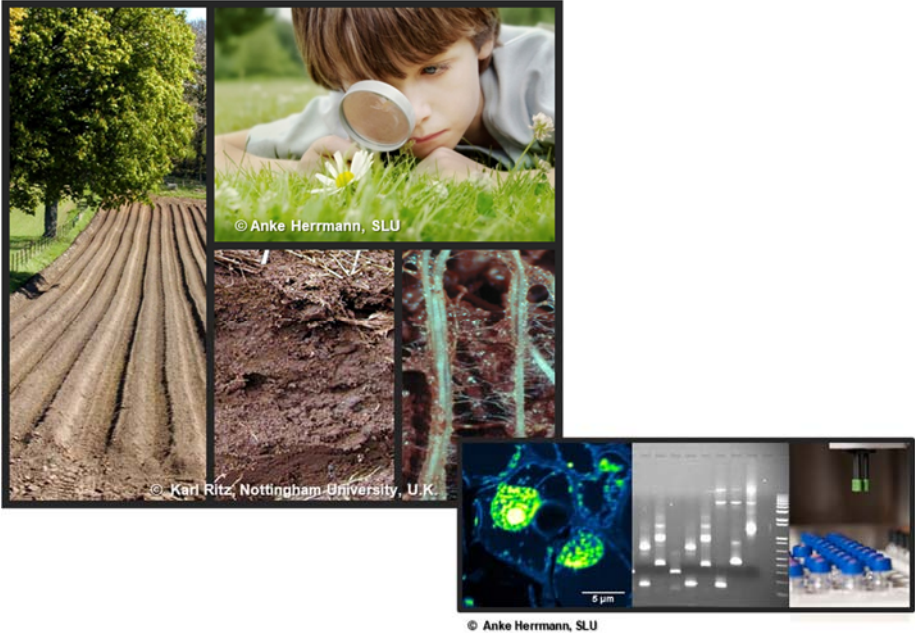 © Anke Herrmann, SLU
© Karl Ritz, Nottingham University, U.K.
5 µm
© Anke Herrmann, SLU